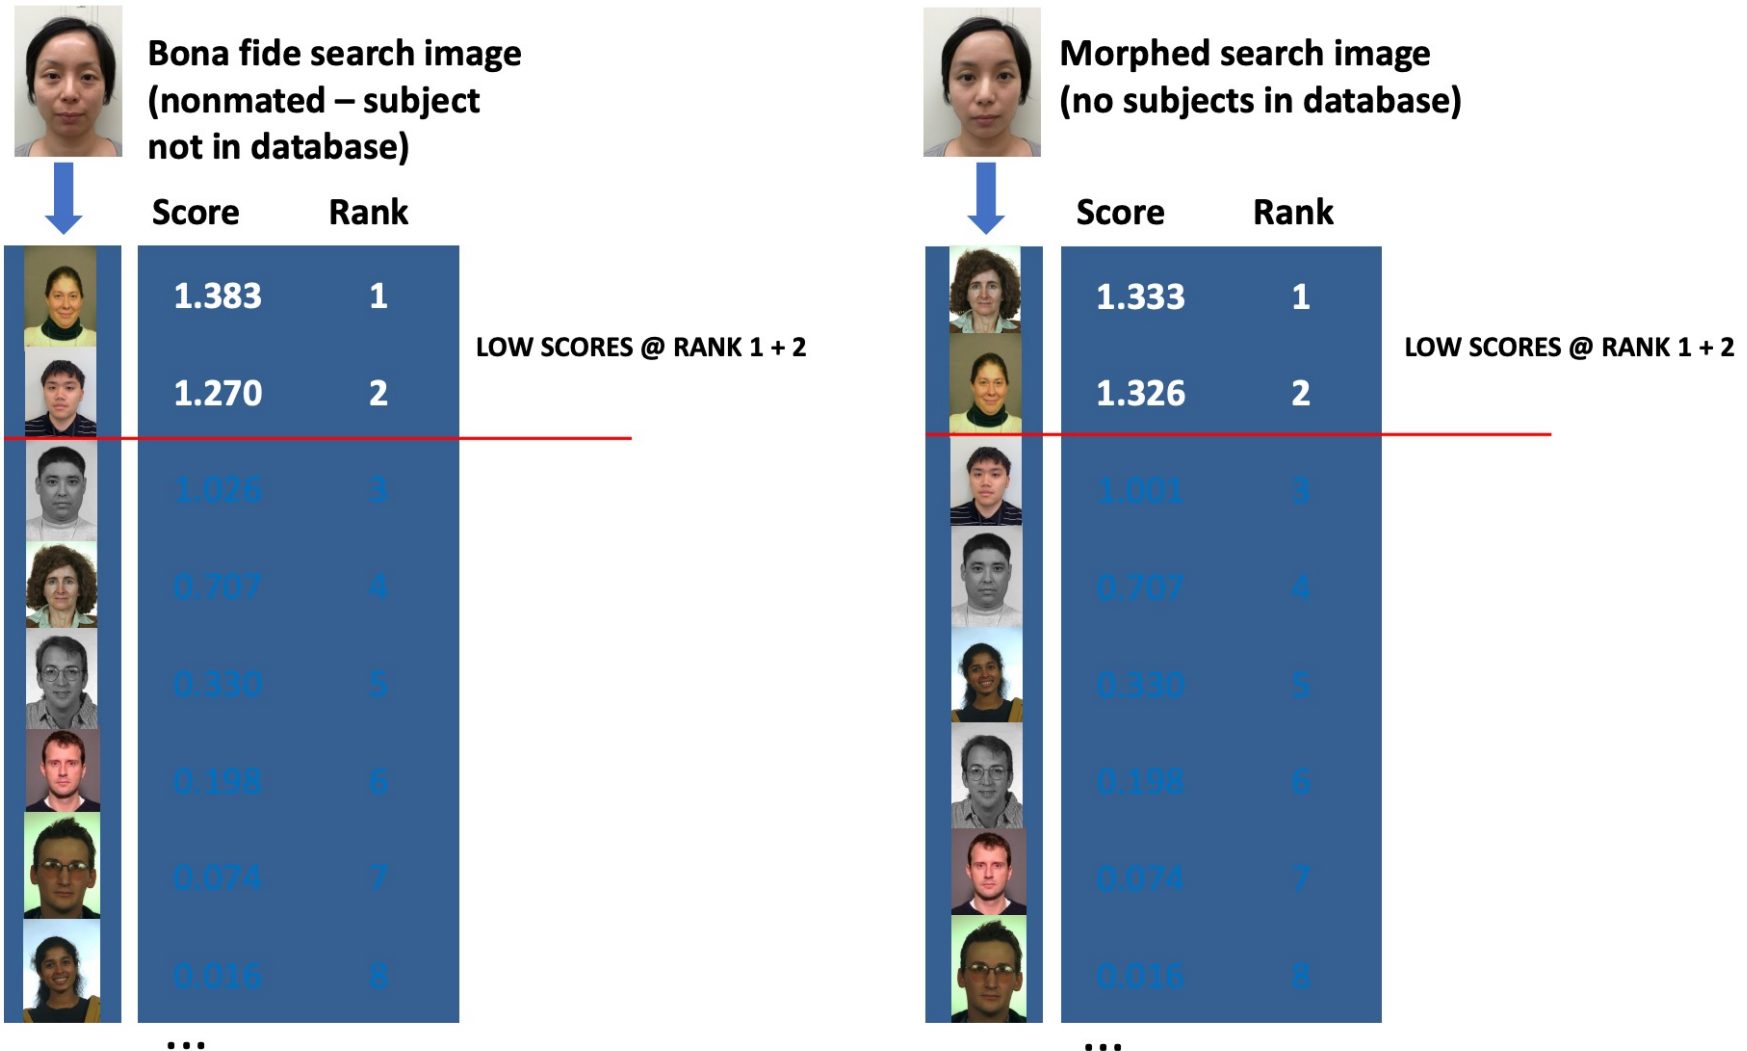 Bona fide search image
(nonmated – subject
not in database)
Score Rank
1.383 1
1.270 2
LOW SCORES @ RANK 1 + 2
1.026 3
0.707 4
0.330 5
0.198 6
0.074 7
0.016 8
...
Morphed search image
(no subjects in database)
Score Rank
1.333 1
1.326 2
LOW SCORES @ RANK 1 + 2
1.001 3
0.707 4
0.330 5
0.198 6
0.074 7
0.016 8
...